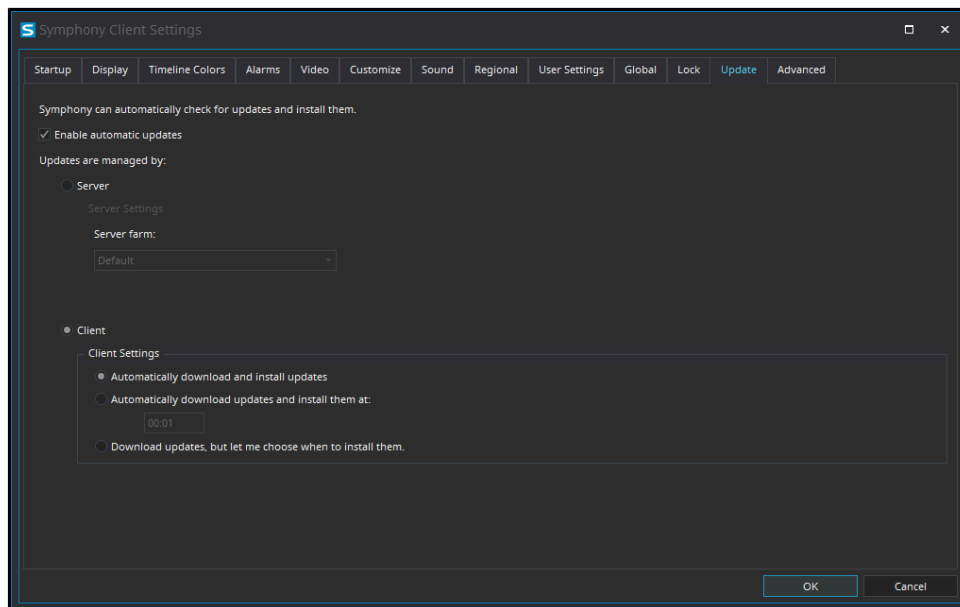 S Symphony Client Settings
Startup Display Timeline Colors Alarms Video Customize Sound Regional User Settings Global Lock Update Advanced
Symphony can automatically check for updates and install them.
Enable automatic updates
Updates are managed by:
Server
Server Settings
Server farm:
Default
Client
Client Settings
Automatically download and install updates
Automatically download updates and install them at:
00:01
Download updates, but let me choose when to install them.
OK Cancel